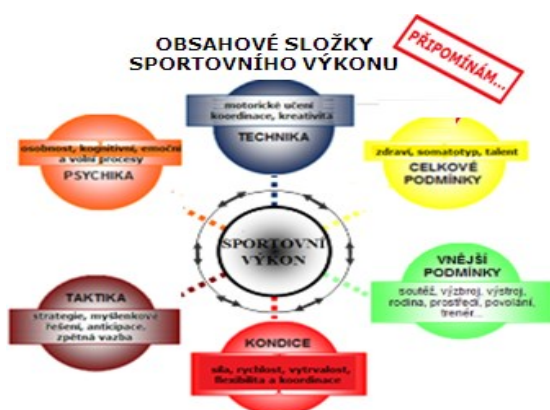 OBSAHOVÉ SLOŽKY
SPORTOVNÍHO VÝKONU
PŘIPOMÍNÁM...
motorické učení
koordinace, kreativita
TECHNIKA
osobnost, kognitivní, emoční
a volní procesy
PSYCHIKA
zdraví, somatotyp, talent
CELKOVÉ
PODMÍNKY
SPORTOVNÍ
VÝKON
VNĚJŠÍ
PODMÍNKY
soutěž, výzbroj, výstroj,
rodina, prostředí, povolání,
trenér...
TAKTIKA
strategie, myšlenkové
řešení, anticipace,
zpětná vazba
KONDICE
síla, rychlost, vytrvalost,
flexibilita a koordinace